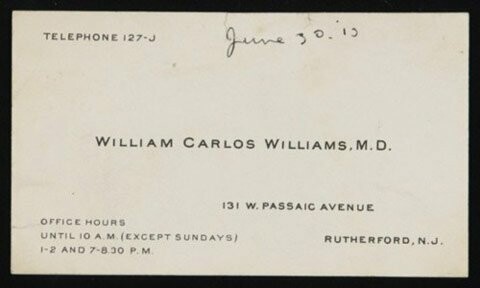 TELEPHONE 127-J
June 30. '13
WILLIAM CARLOS WILLIAMS, M.D.
131 W. PASSAIC AVENUE
OFFICE HOURS
UNTIL 10 A.M. (EXCEPT SUNDAYS)
1-2 AND 7-8.30 P.M.
RUTHERFORD, N.J.